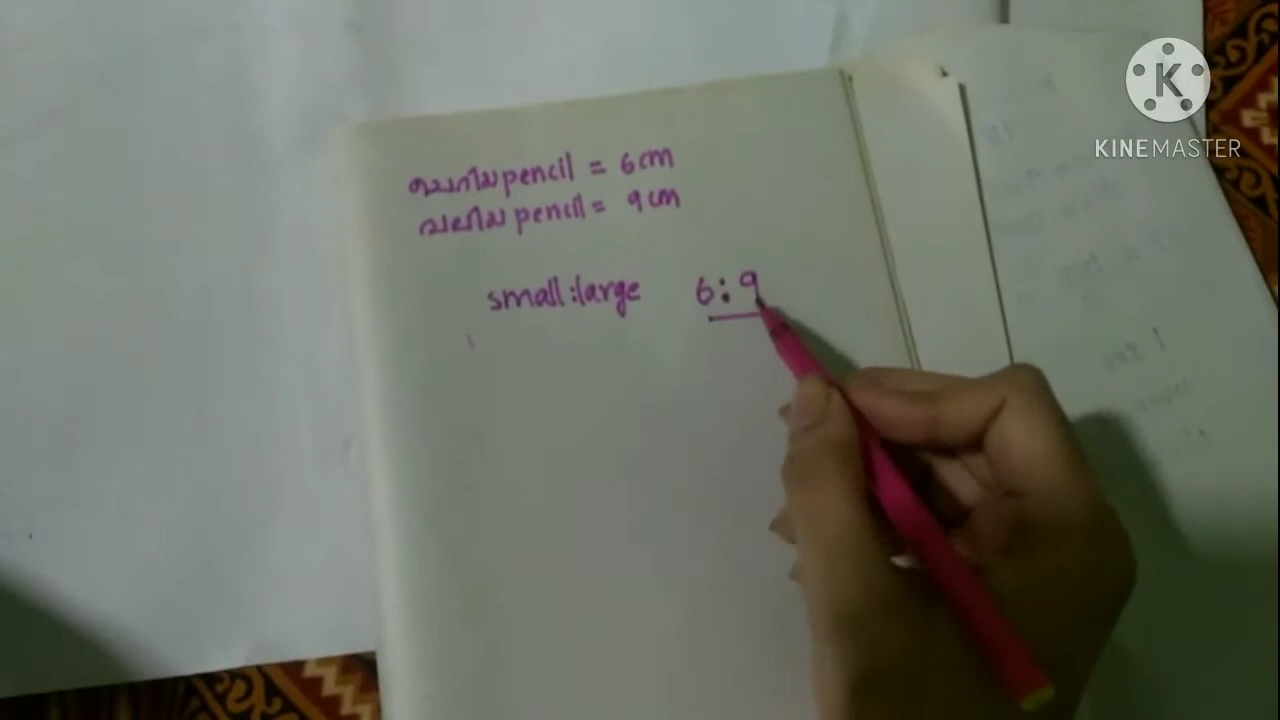 ചെറിയ pencil = 6cm
വലിയ pencil = 9cm
small:large 6:9
KINEMASTER